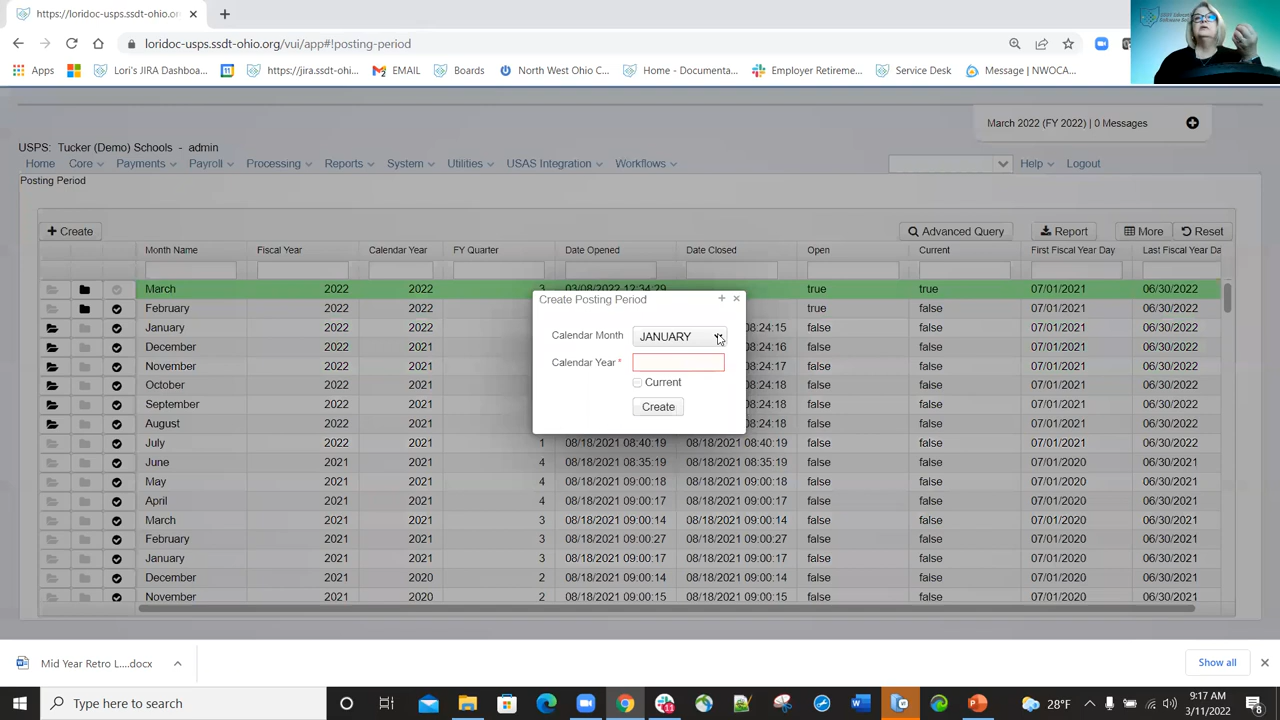 https://loridoc-usps.ssdt-ohio.o
loridoc-usps.ssdt-ohio.org/vui/app#!posting-period
Apps Lori's JIRA Dashboa... https://jira.ssdt-ohi... EMAIL Boards North West Ohio C... Home - Documenta... Employer Retireme... Service Desk Message | NWOCA...
March 2022 (FY 2022) | 0 Messages
USPS: Tucker (Demo) Schools - admin
Home Core Payments Payroll Processing Reports System Utilities USAS Integration Workflows Help Logout
Posting Period
Create Advanced Query Report More Reset
Month Name Fiscal Year Calendar Year FY Quarter Date Opened Date Closed Open Current First Fiscal Year Day Last Fiscal Year Da
March 2022 2022 3 03/08/2022 12:34:29 true true 07/01/2021 06/30/2022
February 2022 2022 true false 07/01/2021 06/30/2022
January 2022 2022 08:24:15 false false 07/01/2021 06/30/2022
December 2022 2021 08:24:16 false false 07/01/2021 06/30/2022
November 2022 2021 08:24:17 false false 07/01/2021 06/30/2022
October 2022 2021 08:24:17 false false 07/01/2021 06/30/2022
September 2022 2021 08:24:18 false false 07/01/2021 06/30/2022
August 2022 2021 08:24:18 false false 07/01/2021 06/30/2022
July 2022 2021 1 08/18/2021 08:40:19 08/18/2021 08:40:19 false false 07/01/2021 06/30/2022
June 2021 2021 4 08/18/2021 08:35:19 08/18/2021 08:35:19 false false 07/01/2020 06/30/2021
May 2021 2021 4 08/18/2021 09:00:18 08/18/2021 09:00:18 false false 07/01/2020 06/30/2021
April 2021 2021 4 08/18/2021 09:00:17 08/18/2021 09:00:17 false false 07/01/2020 06/30/2021
March 2021 2021 3 08/18/2021 09:00:14 08/18/2021 09:00:14 false false 07/01/2020 06/30/2021
February 2021 2021 3 08/18/2021 09:00:27 08/18/2021 09:00:27 false false 07/01/2020 06/30/2021
January 2021 2021 3 08/18/2021 09:00:17 08/18/2021 09:00:17 false false 07/01/2020 06/30/2021
December 2021 2020 2 08/18/2021 09:00:14 08/18/2021 09:00:14 false false 07/01/2020 06/30/2021
November 2021 2020 2 08/18/2021 09:00:15 08/18/2021 09:00:15 false false 07/01/2020 06/30/2021
Create Posting Period
Calendar Month JANUARY
Calendar Year *
Current
Create
Mid Year Retro L....docx Show all
Type here to search 28°F 9:17 AM
3/11/2022